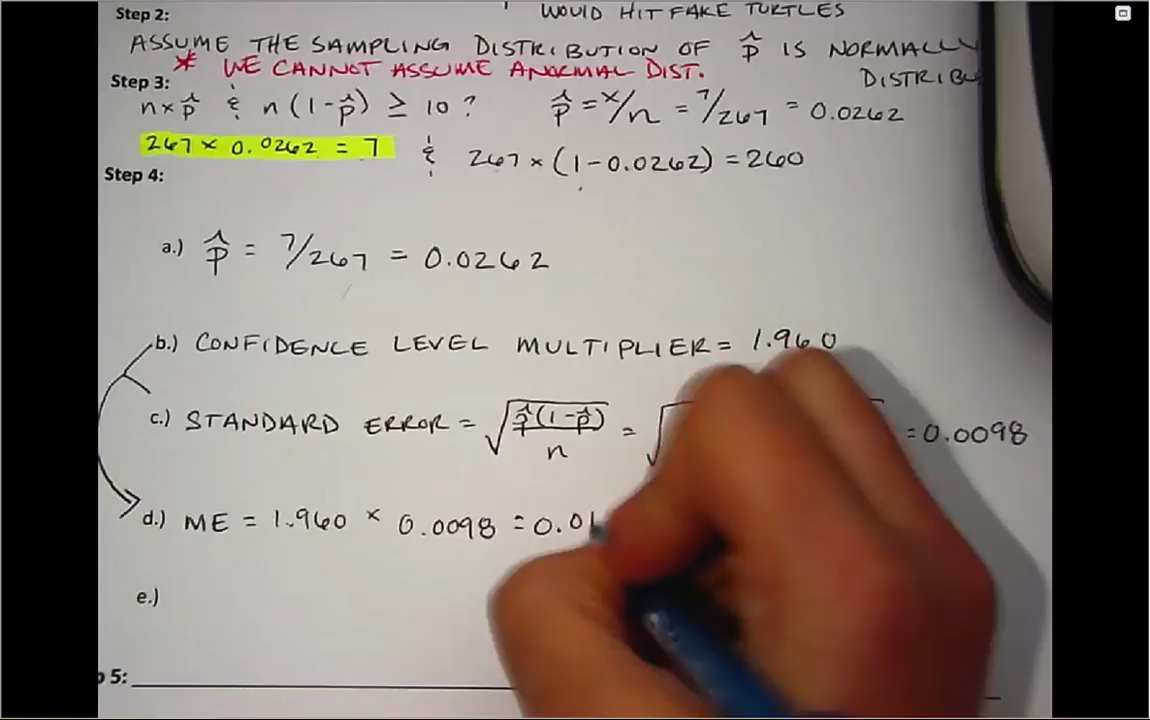 WOULD HIT FAKE TURTLES
Step 2:
ASSUME THE SAMPLING DISTRIBUTION OF p̂ IS NORMALLY
* WE CANNOT ASSUME A NORMAL DIST.
DISTRIBU
Step 3:
n × p̂ & n (1-p̂) ≥ 10 ? p̂ = x/n = 7/267 = 0.0262
267 × 0.0262 = 7 & 267 × (1-0.0262) = 260
Step 4:
a.) p̂ = 7/267 = 0.0262
b.) CONFIDENCE LEVEL MULTIPLIER = 1.960
c.) STANDARD ERROR = √p̂(1-p̂)/n = √ = 0.0098
d.) ME = 1.960 × 0.0098 = 0.01
e.)
5: